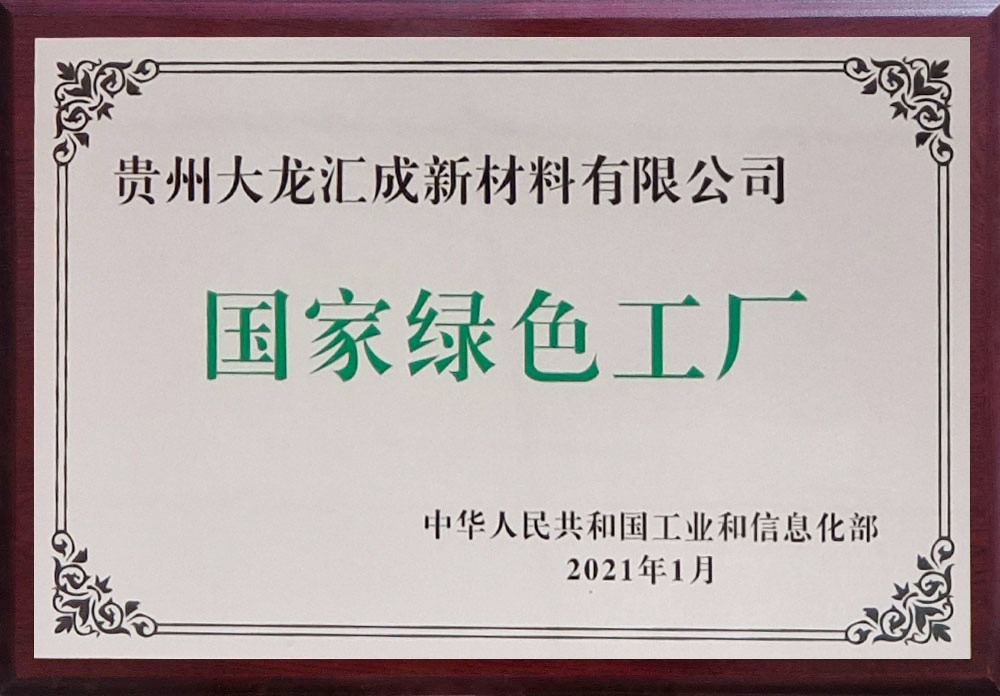 贵州大龙汇成新材料有限公司
国家绿色工厂
中华人民共和国工业和信息化部
2021年1月